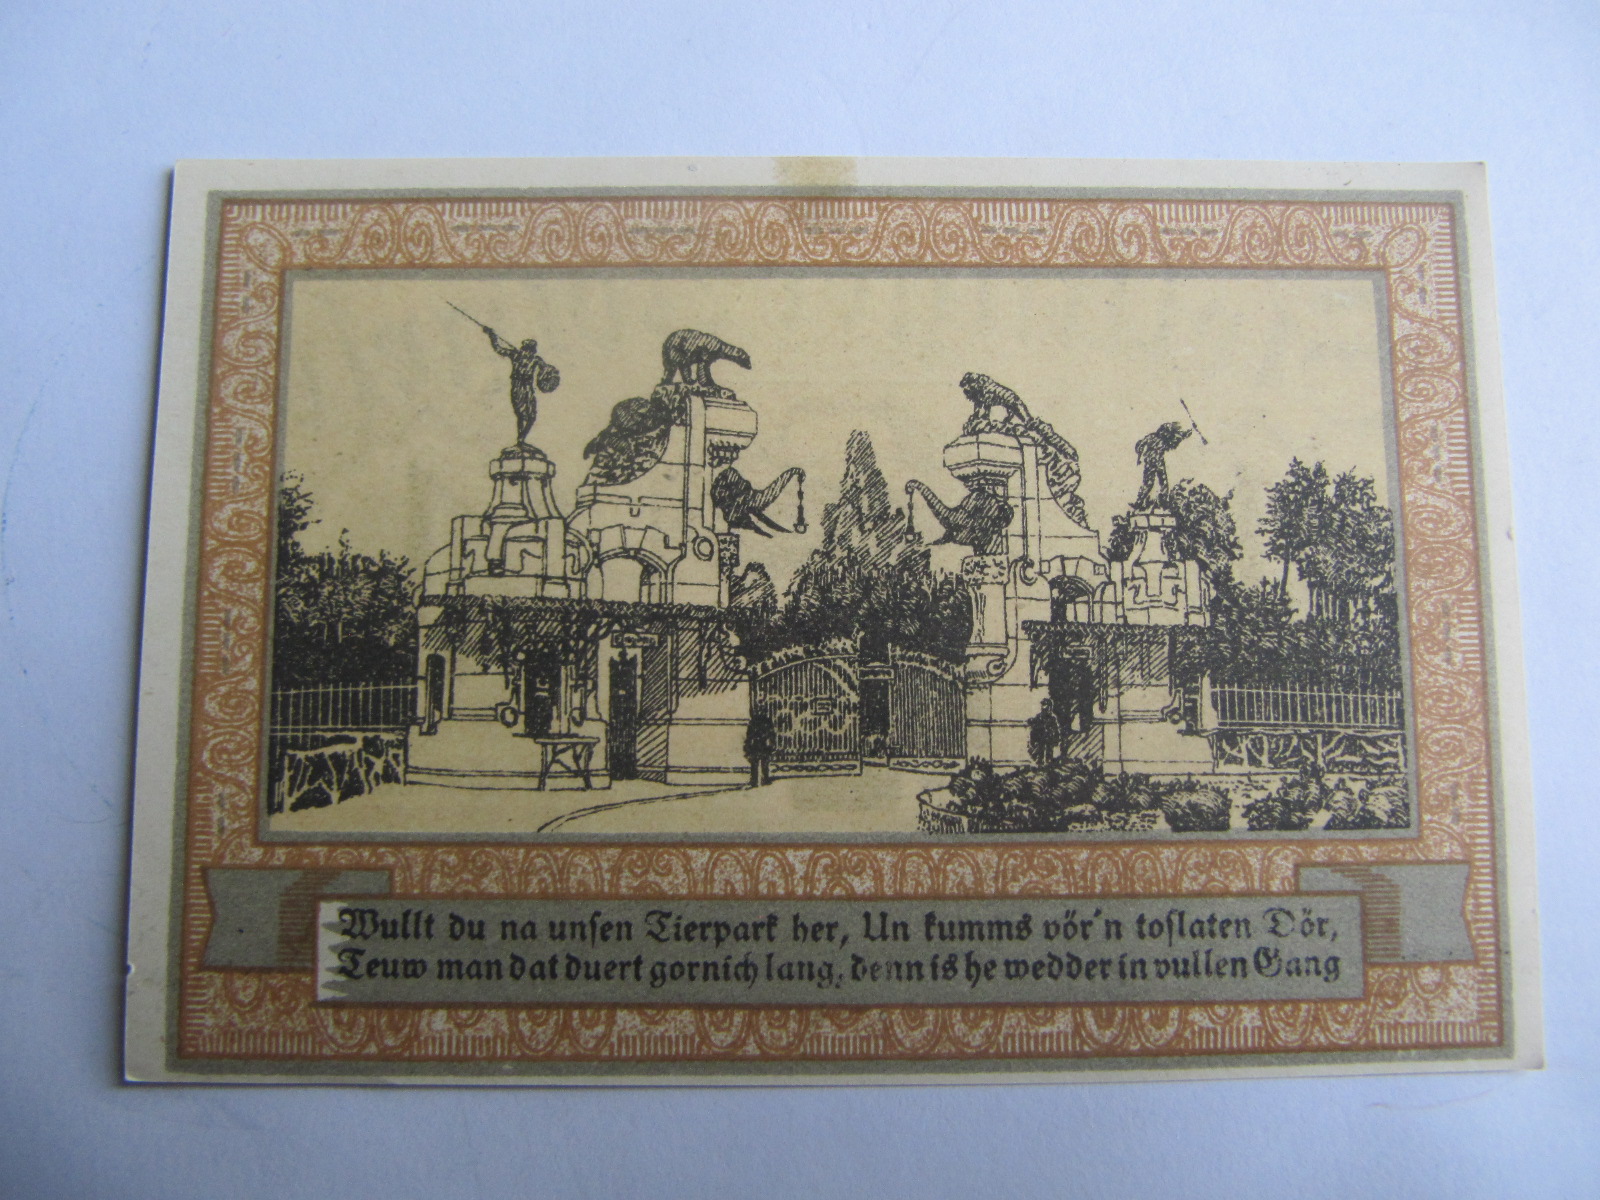 Wullt du na unsen Tierpark her, Un kumms vör'n toslaten Dör,
Teuw man dat duert gornich lang, denn is he wedder in vullen Gang